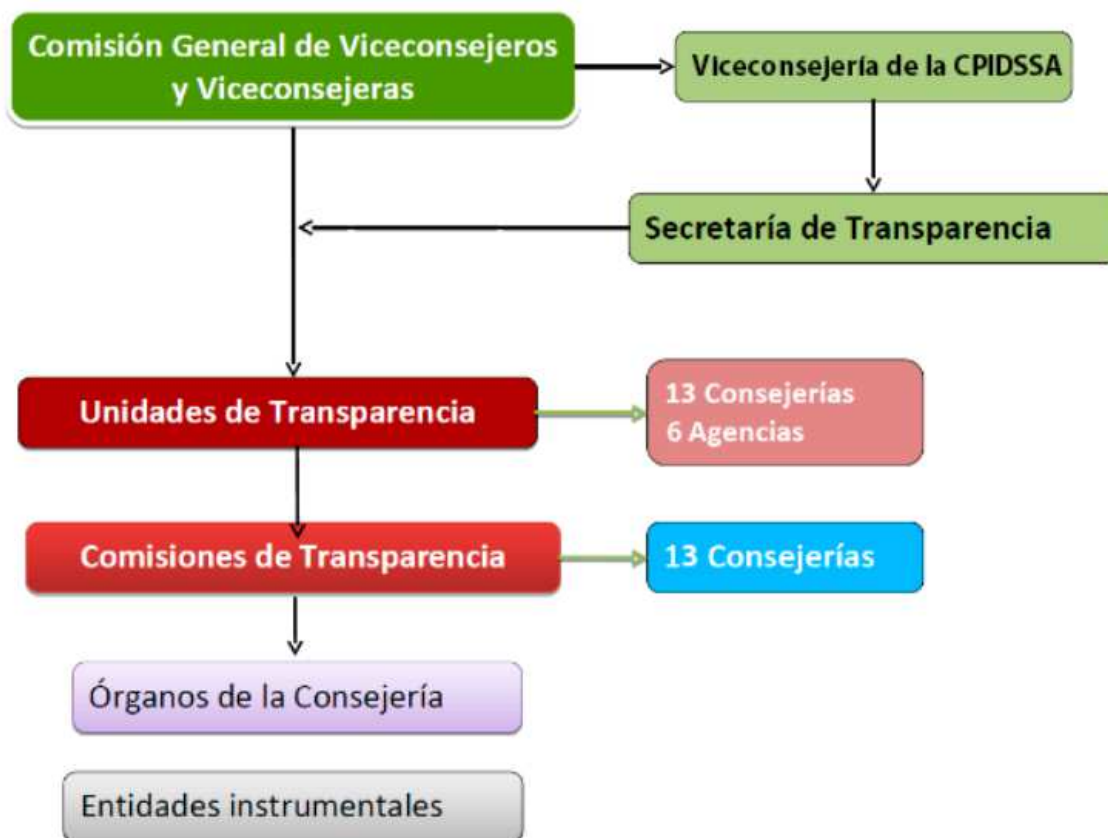 Comisión General de Viceconsejeros
y Viceconsejeras
Viceconsejería de la CPIDSSA
Secretaría de Transparencia
Unidades de Transparencia
13 Consejerías
6 Agencias
Comisiones de Transparencia
13 Consejerías
Órganos de la Consejería
Entidades instrumentales